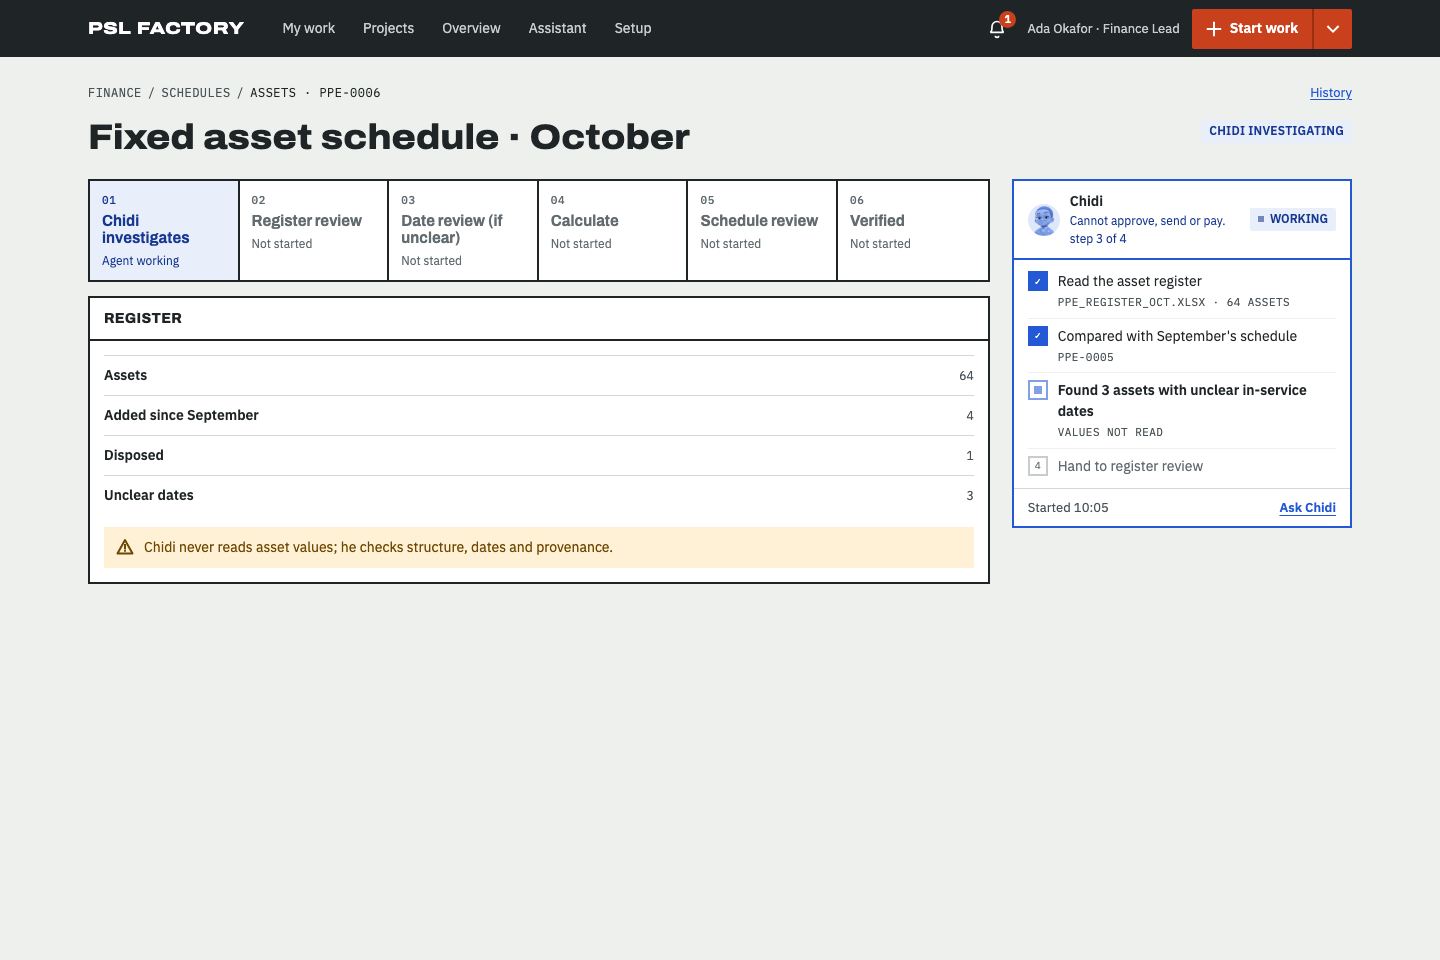 PSL FACTORY
My work
Projects
Overview
Assistant
Setup
1
Ada Okafor · Finance Lead
Start work
FINANCE / SCHEDULES / ASSETS · PPE-0006
History
Fixed asset schedule · October
CHIDI INVESTIGATING
01
Chidi
investigates
Agent working
02
Register review
Not started
03
Date review (if
unclear)
Not started
04
Calculate
Not started
05
Schedule review
Not started
06
Verified
Not started
REGISTER
Assets 64
Added since September 4
Disposed 1
Unclear dates 3
Chidi never reads asset values; he checks structure, dates and provenance.
Chidi
Cannot approve, send or pay.
step 3 of 4
WORKING
Read the asset register
PPE_REGISTER_OCT.XLSX · 64 ASSETS
Compared with September's schedule
PPE-0005
Found 3 assets with unclear in-service
dates
VALUES NOT READ
4 Hand to register review
Started 10:05
Ask Chidi